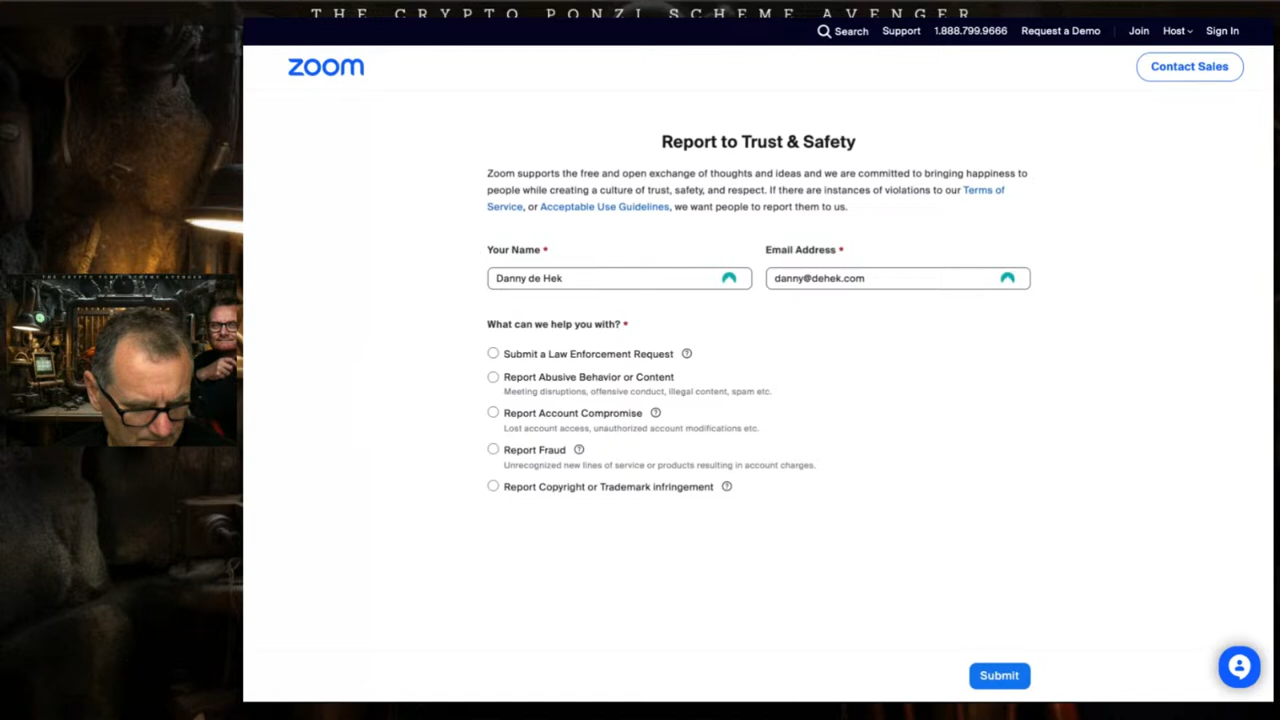 THE CRYPTO PONZI SCHEME AVENGER
Search Support 1.888.799.9666 Request a Demo Join Host Sign In
zoom
Contact Sales
Report to Trust & Safety
Zoom supports the free and open exchange of thoughts and ideas and we are committed to bringing happiness to
people while creating a culture of trust, safety, and respect. If there are instances of violations to our Terms of
Service, or Acceptable Use Guidelines, we want people to report them to us.
Your Name * Email Address *
Danny de Hek danny@dehek.com
THE CRYPTO PONZI SCHEME AVENGER
What can we help you with? *
Submit a Law Enforcement Request
Report Abusive Behavior or Content
Meeting disruptions, offensive conduct, illegal content, spam etc.
Report Account Compromise
Lost account access, unauthorized account modifications etc.
Report Fraud
Unrecognized new lines of service or products resulting in account charges.
Report Copyright or Trademark infringement
Submit